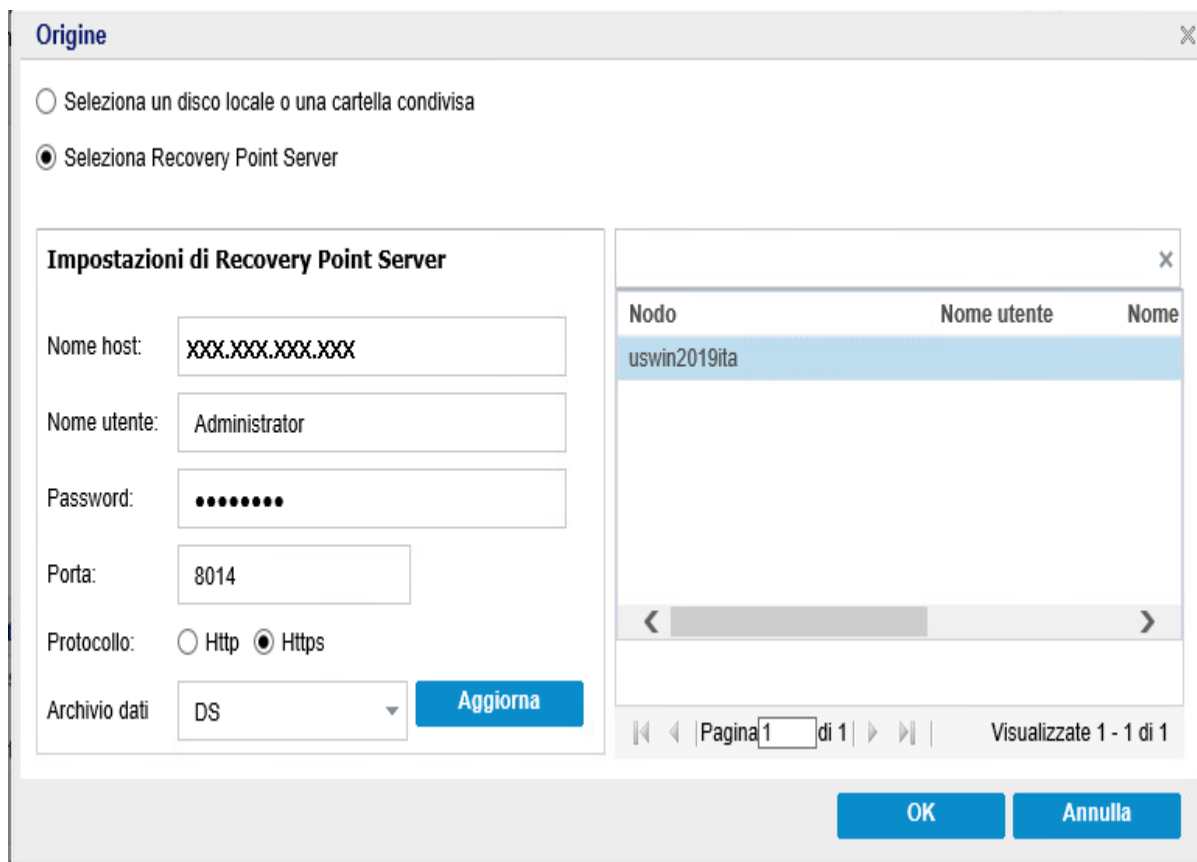 Origine
Seleziona un disco locale o una cartella condivisa
Seleziona Recovery Point Server
Impostazioni di Recovery Point Server
Nome host: XXX.XXX.XXX.XXX
Nome utente: Administrator
Password: ••••••••
Porta: 8014
Protocollo: Http Https
Archivio dati DS Aggiorna
Nodo Nome utente Nome
uswin2019ita
Pagina 1 di 1 Visualizzate 1 - 1 di 1
OK Annulla